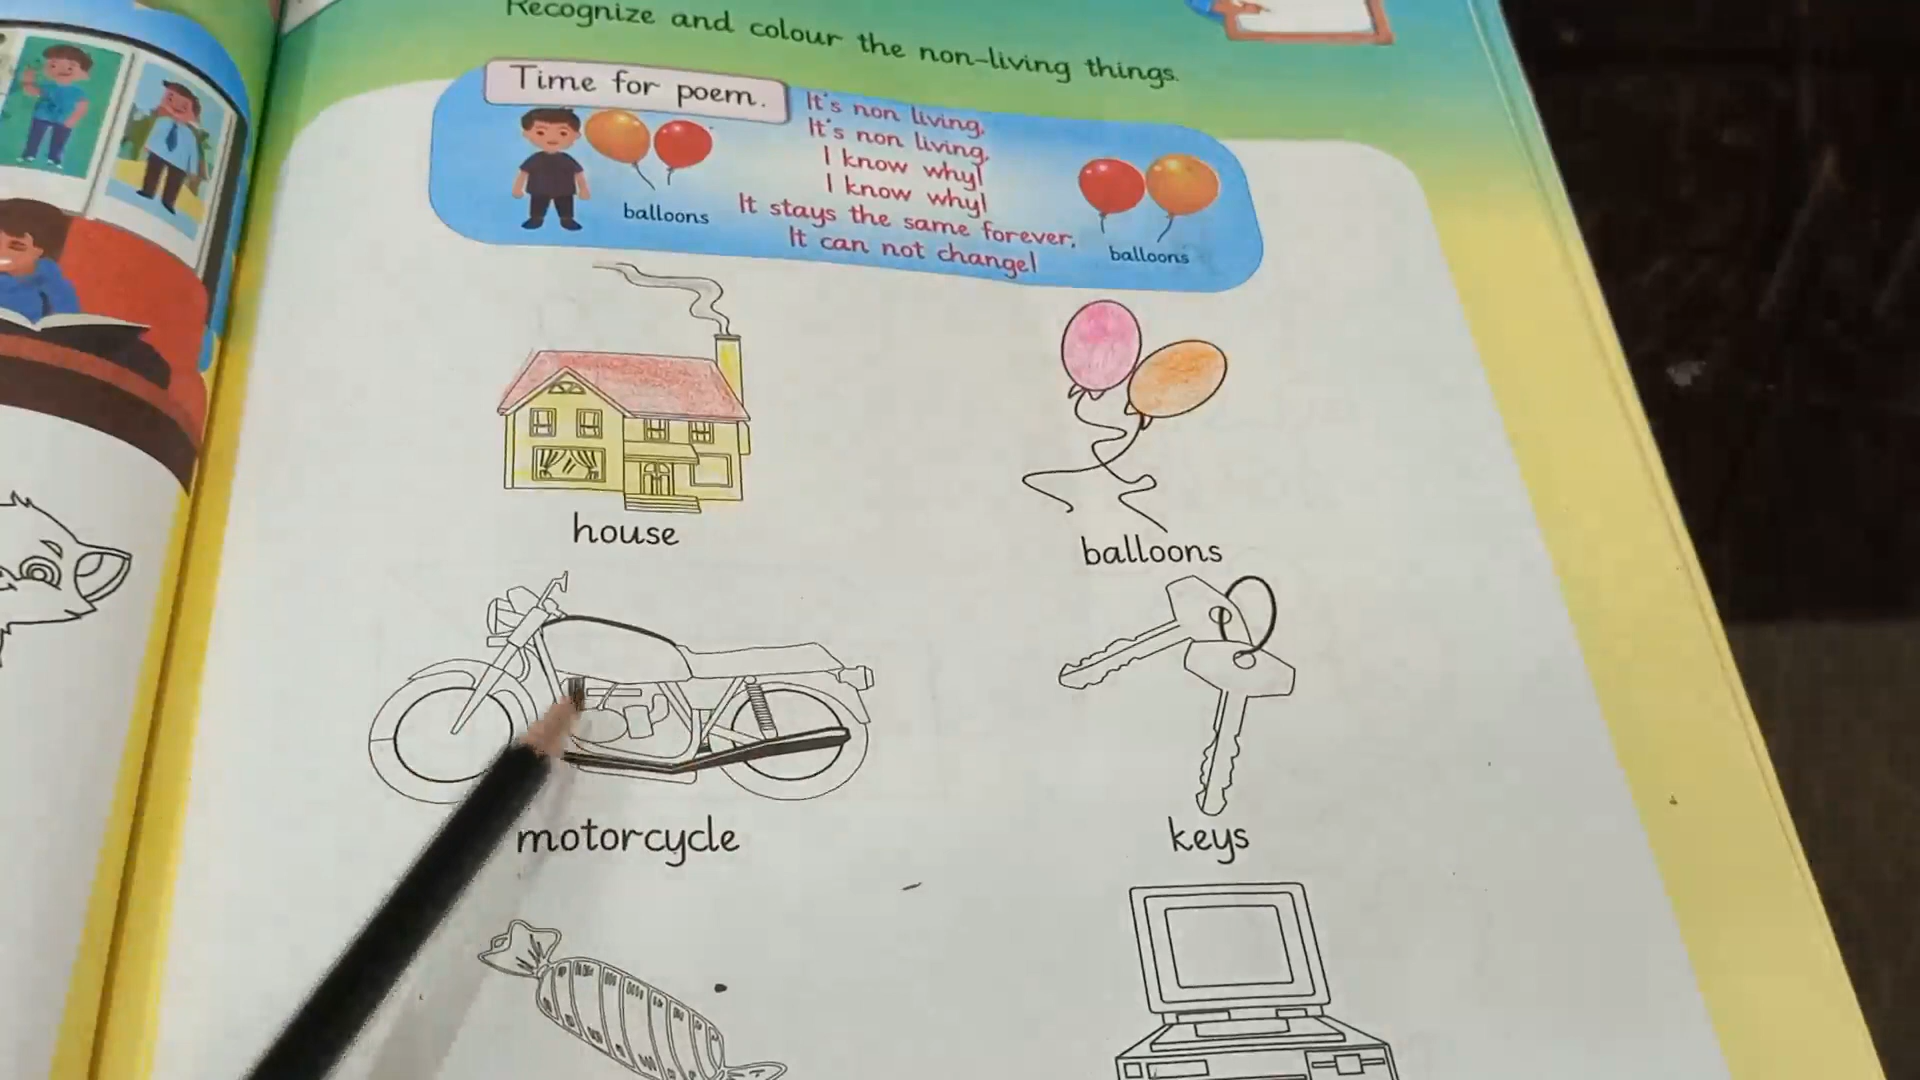 Recognize and colour the non-living things.
Time for poem.
It's non living,
It's non living,
I know why!
I know why!
It stays the same forever,
It can not change!
balloons
balloons
house
balloons
motorcycle
keys